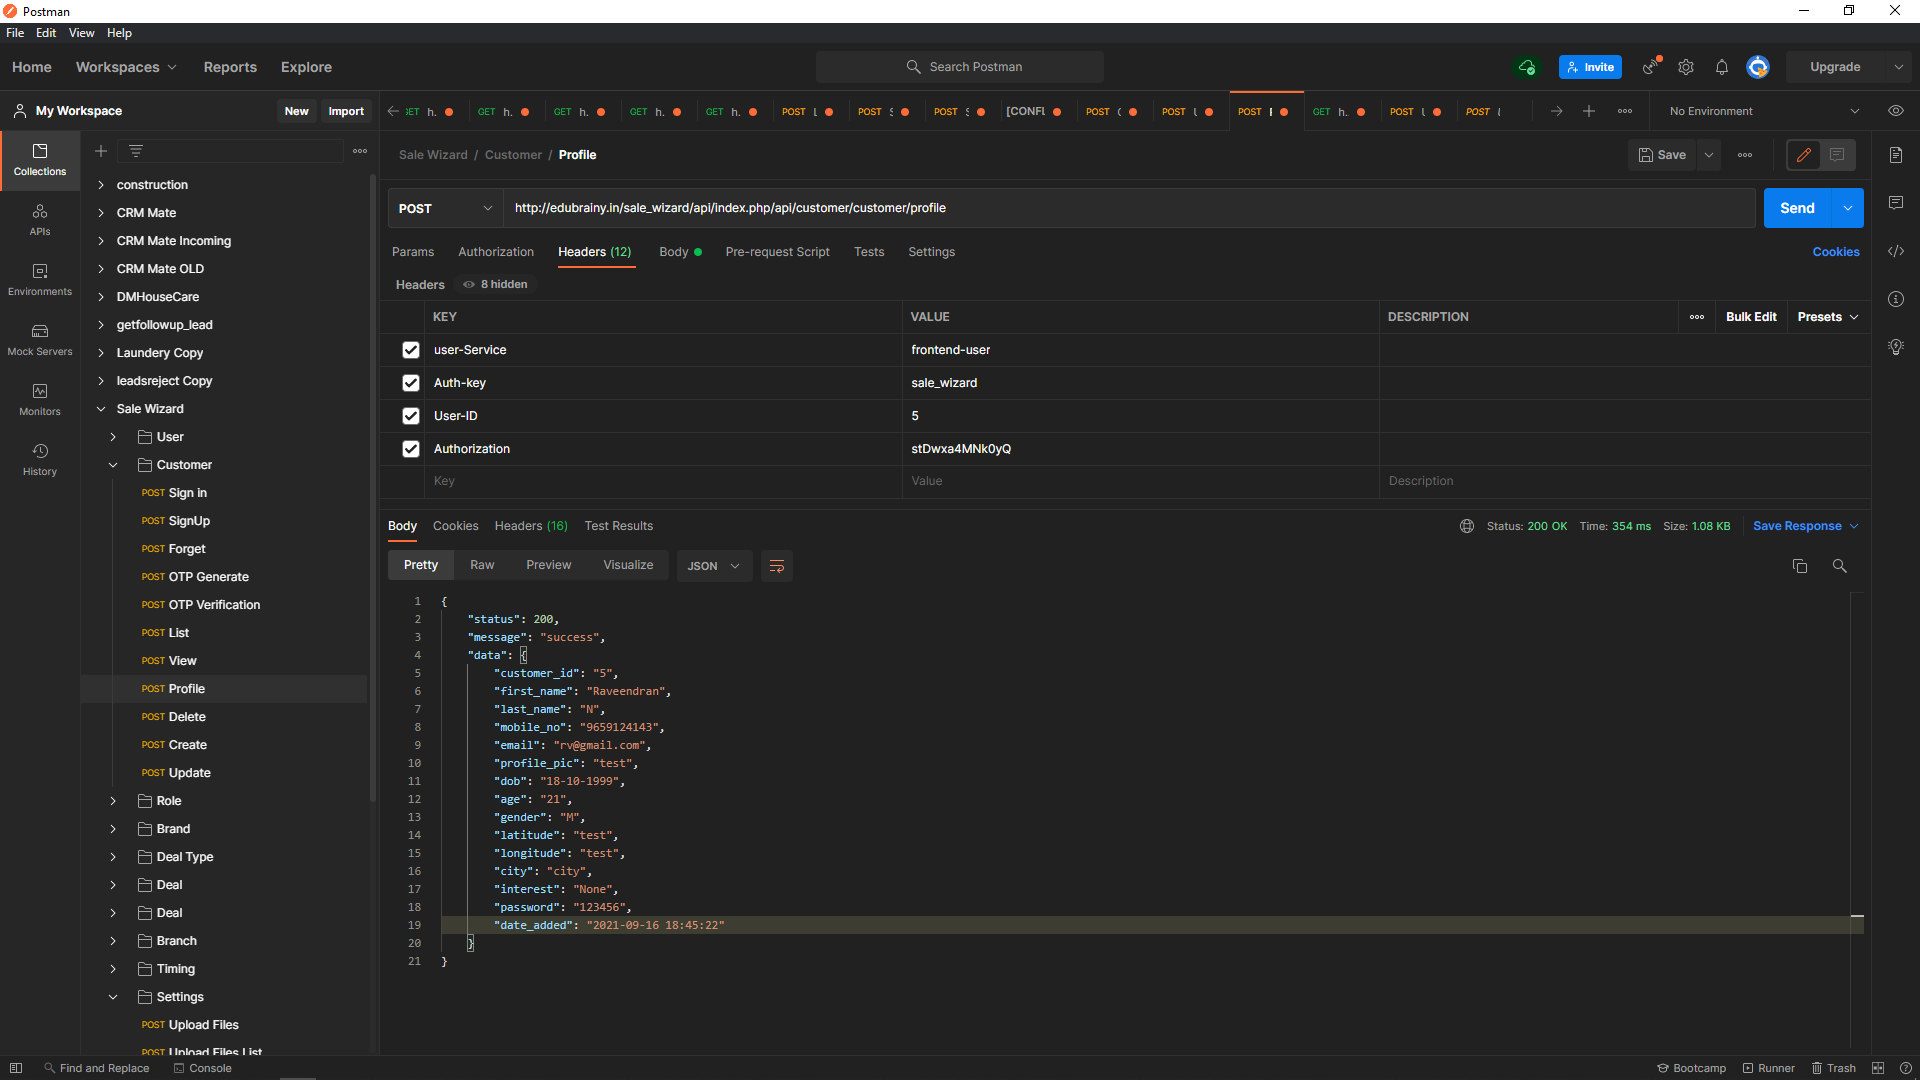 Postman
File Edit View Help
Home Workspaces Reports Explore
Search Postman
Invite
Upgrade
My Workspace
New Import
GET h. GET h. GET h. GET h. POST POST POST [CONFL POST POST POST GET h. POST POST
No Environment
Collections
APIs
Environments
Mock Servers
Monitors
History
construction
CRM Mate
CRM Mate Incoming
CRM Mate OLD
DMHouseCare
getfollowup_lead
Laundery Copy
leadsreject Copy
Sale Wizard
User
Customer
POST Sign in
POST SignUp
POST Forget
POST OTP Generate
POST OTP Verification
POST List
POST View
POST Profile
POST Delete
POST Create
POST Update
Role
Brand
Deal Type
Deal
Deal
Branch
Timing
Settings
POST Upload Files
POST Upload Files List
Sale Wizard / Customer / Profile
Save
POST
http://edubrainy.in/sale_wizard/api/index.php/api/customer/customer/profile
Send
Params Authorization Headers (12) Body Pre-request Script Tests Settings
Cookies
Headers 8 hidden
KEY VALUE DESCRIPTION
Bulk Edit Presets
user-Service frontend-user
Auth-key sale_wizard
User-ID 5
Authorization stDwxa4MNk0yQ
Key Value Description
Body Cookies Headers (16) Test Results
Status: 200 OK Time: 354 ms Size: 1.08 KB Save Response
Pretty Raw Preview Visualize JSON
1 {
2 "status": 200,
3 "message": "success",
4 "data": {
5 "customer_id": "5",
6 "first_name": "Raveendran",
7 "last_name": "N",
8 "mobile_no": "9659124143",
9 "email": "rv@gmail.com",
10 "profile_pic": "test",
11 "dob": "18-10-1999",
12 "age": "21",
13 "gender": "M",
14 "latitude": "test",
15 "longitude": "test",
16 "city": "city",
17 "interest": "None",
18 "password": "123456",
19 "date_added": "2021-09-16 18:45:22"
20 }
21 }
Find and Replace Console
Bootcamp Runner Trash